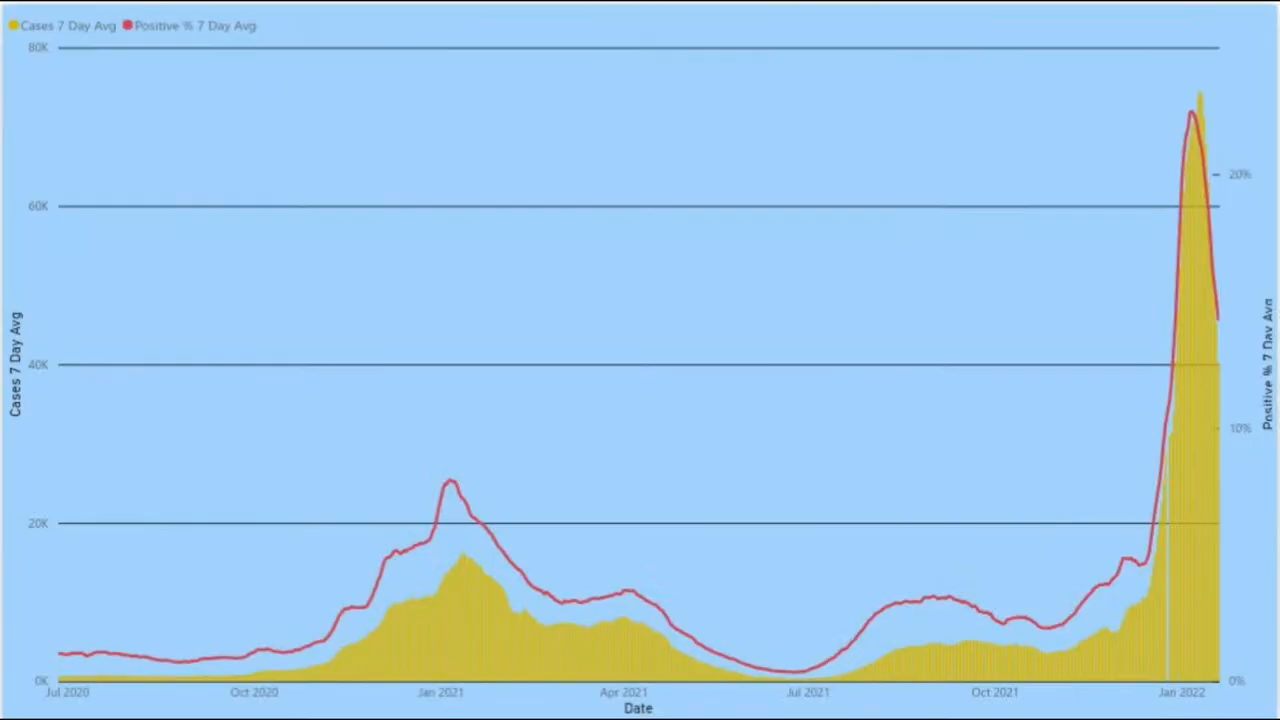 Cases 7 Day Avg Positive % 7 Day Avg
80K
60K
40K
20K
0K
20%
10%
0%
Cases 7 Day Avg
Positive % 7 Day Avg
Jul 2020 Oct 2020 Jan 2021 Apr 2021 Jul 2021 Oct 2021 Jan 2022
Date